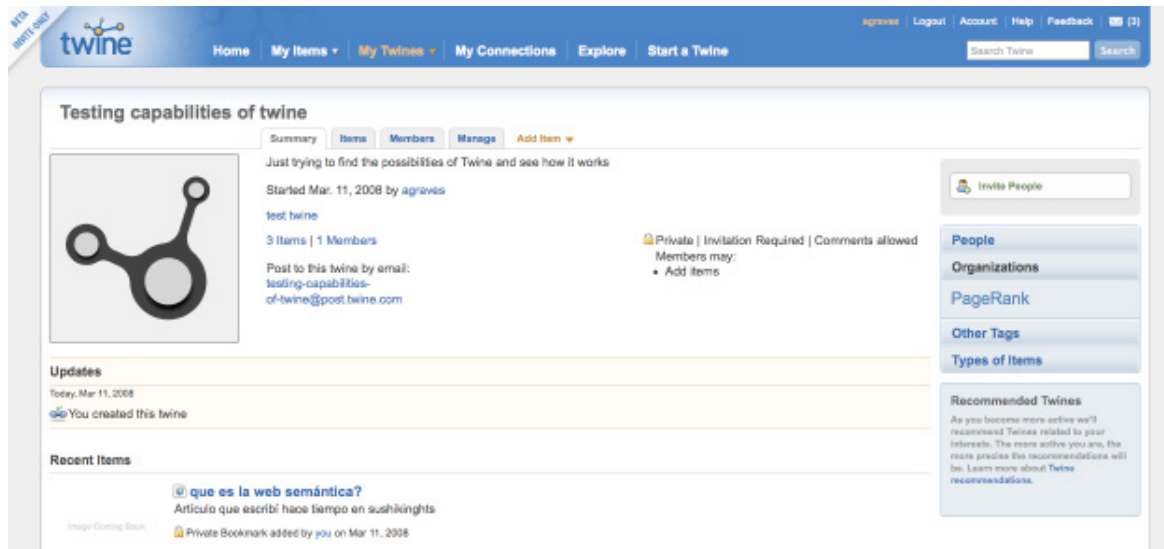 BETA
INVITE-ONLY
twine
agraves | Logout | Account | Help | Feedback | (3)
Home | My Items | My Twines | My Connections | Explore | Start a Twine
Search Twine
Search
Testing capabilities of twine
Summary Items Members Manage Add Item
Just trying to find the possibilities of Twine and see how it works
Started Mar. 11, 2008 by agraves
test twine
3 Items | 1 Members
Private | Invitation Required | Comments allowed
Members may:
• Add items
Post to this twine by email:
testing-capabilities-
of-twine@post.twine.com
Invite People
People
Organizations
PageRank
Other Tags
Types of Items
Updates
Today, Mar 11, 2008
You created this twine
Recommended Twines
As you become more active we'll
recommend Twines related to your
interests. The more active you are, the
more precise the recommendations will
be. Learn more about Twine
recommendations.
Recent Items
que es la web semántica?
Articulo que escribí hace tiempo en sushikinghts
Image Coming Soon
Private Bookmark added by you on Mar 11, 2008